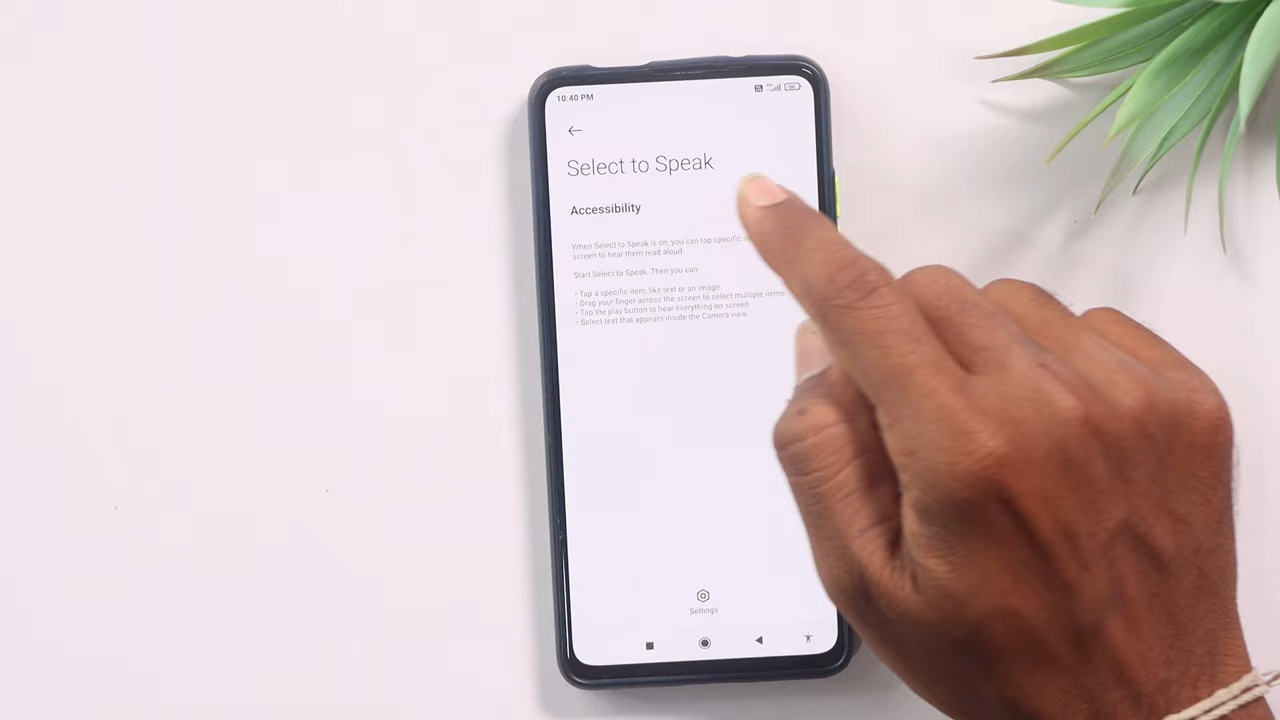 10:40 PM
56
Select to Speak
Accessibility
When Select to Speak is on, you can tap specific
screen to hear them read aloud
Start Select to Speak. Then you can
• Tap a specific item, like text or an image
• Drag your finger across the screen to select multiple items
• Tap the play button to hear everything on screen
• Select text that appears inside the Camera view
Settings